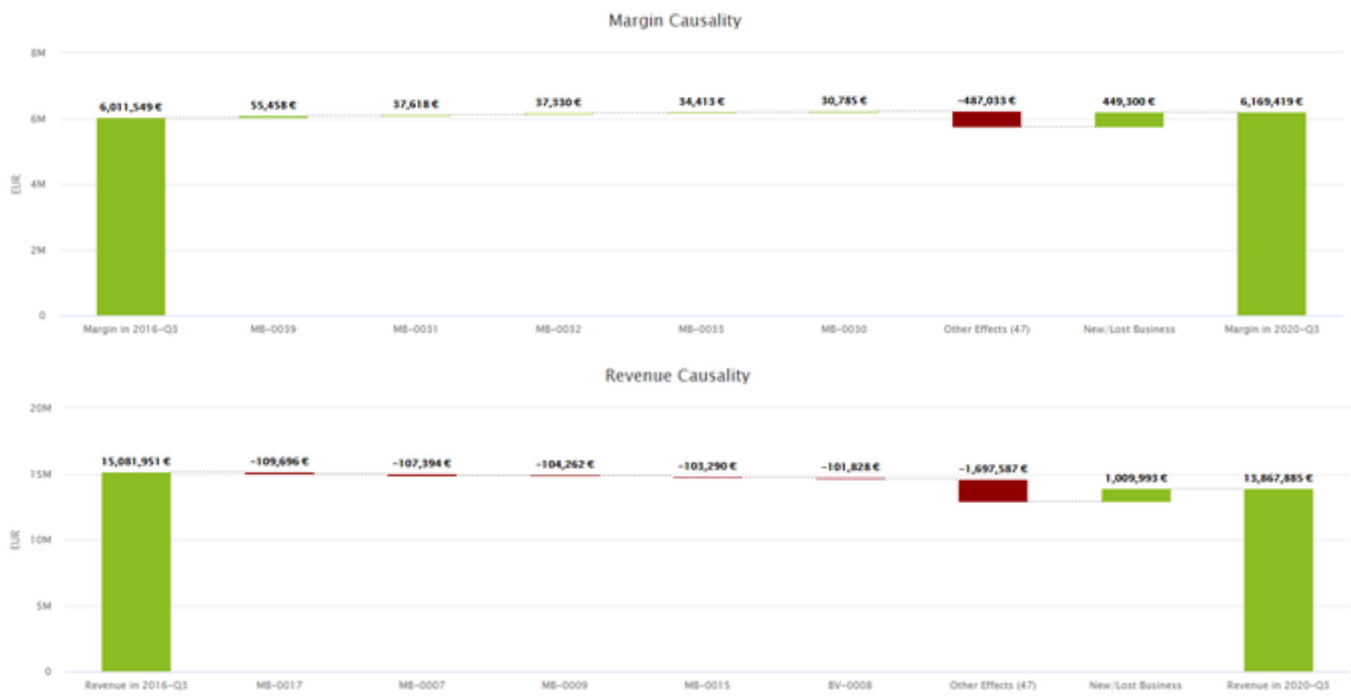 Margin Causality
8M
6M
4M
2M
0
EUR
6,011,549 € 55,458 € 37,618 € 37,330 € 34,413 € 30,785 € -487,033 € 449,300 € 6,169,419 €
Margin in 2016-Q3 MB-0039 MB-0031 MB-0032 MB-0033 MB-0030 Other Effects (47) New/Lost Business Margin in 2020-Q3
Revenue Causality
20M
15M
10M
5M
0
EUR
15,081,951 € -109,696 € -107,394 € -104,262 € -103,290 € -101,828 € -1,697,587 € 1,009,993 € 13,867,885 €
Revenue in 2016-Q3 MB-0017 MB-0007 MB-0009 MB-0015 BV-0008 Other Effects (47) New/Lost Business Revenue in 2020-Q3